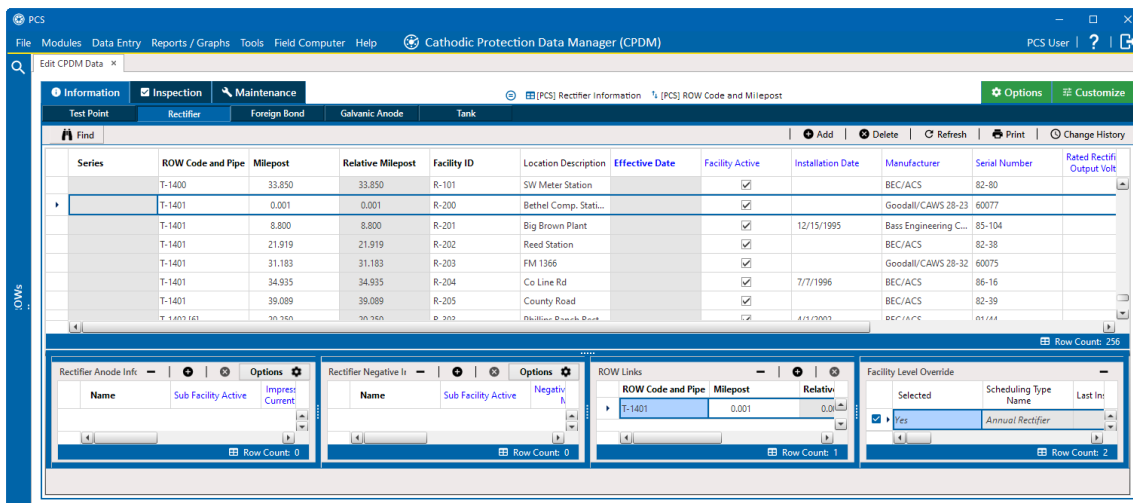 PCS
File Modules Data Entry Reports / Graphs Tools Field Computer Help Cathodic Protection Data Manager (CPDM) PCS User | ? |
Edit CPDM Data ×
Information Inspection Maintenance [PCS] Rectifier Information [PCS] ROW Code and Milepost Options Customize
Test Point Rectifier Foreign Bond Galvanic Anode Tank
Find | Add | Delete | Refresh | Print | Change History
Series ROW Code and Pipe Milepost Relative Milepost Facility ID Location Description Effective Date Facility Active Installation Date Manufacturer Serial Number Rated Rectifi
Output Volt
T-1400 33.850 33.850 R-101 SW Meter Station BEC/ACS 82-80
T-1401 0.001 0.001 R-200 Bethel Comp. Stati... Goodall/CAWS 28-23 60077
T-1401 8.800 8.800 R-201 Big Brown Plant 12/15/1995 Bass Engineering C... 85-104
T-1401 21.919 21.919 R-202 Reed Station BEC/ACS 82-38
T-1401 31.183 31.183 R-203 FM 1366 Goodall/CAWS 28-32 60075
T-1401 34.935 34.935 R-204 Co Line Rd 7/7/1996 BEC/ACS 86-16
T-1401 39.089 39.089 R-205 County Road BEC/ACS 82-39
:OWs
Row Count: 256
Rectifier Anode Info Options Rectifier Negative Ir Options ROW Links Facility Level Override
Name Sub Facility Active Impress
Current Name Sub Facility Active Negativ ROW Code and Pipe Milepost Relative Selected Scheduling Type
Name Last Ins
T-1401 0.001 Yes Annual Rectifier
Row Count: 0 Row Count: 0 Row Count: 1 Row Count: 2